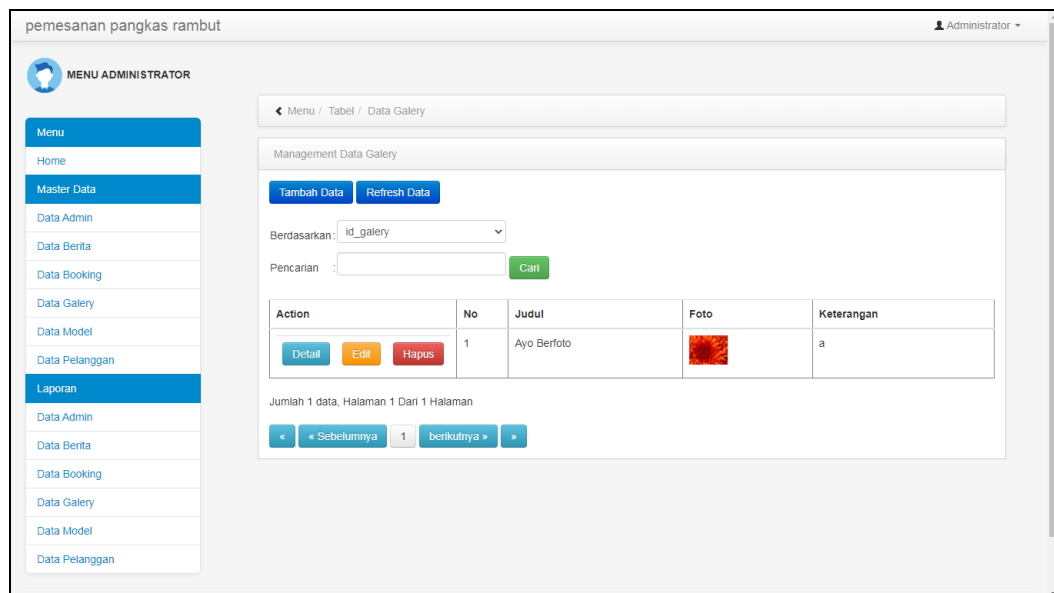 pemesanan pangkas rambut
Administrator
MENU ADMINISTRATOR
Menu
Home
Master Data
Data Admin
Data Berita
Data Booking
Data Galery
Data Model
Data Pelanggan
Laporan
Data Admin
Data Berita
Data Booking
Data Galery
Data Model
Data Pelanggan
Menu / Tabel / Data Galery
Management Data Galery
Tambah Data Refresh Data
Berdasarkan : id_galery
Pencarian : Cari
Action No Judul Foto Keterangan
Detail Edit Hapus 1 Ayo Berfoto a
Jumlah 1 data, Halaman 1 Dari 1 Halaman
« « Sebelumnya 1 berikutnya » »